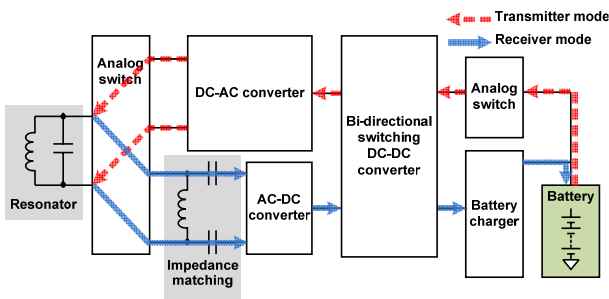 Transmitter mode
Receiver mode
Analog
switch
DC-AC converter
Bi-directional
switching
DC-DC
converter
Analog
switch
Resonator
AC-DC
converter
Impedance
matching
Battery
charger
Battery